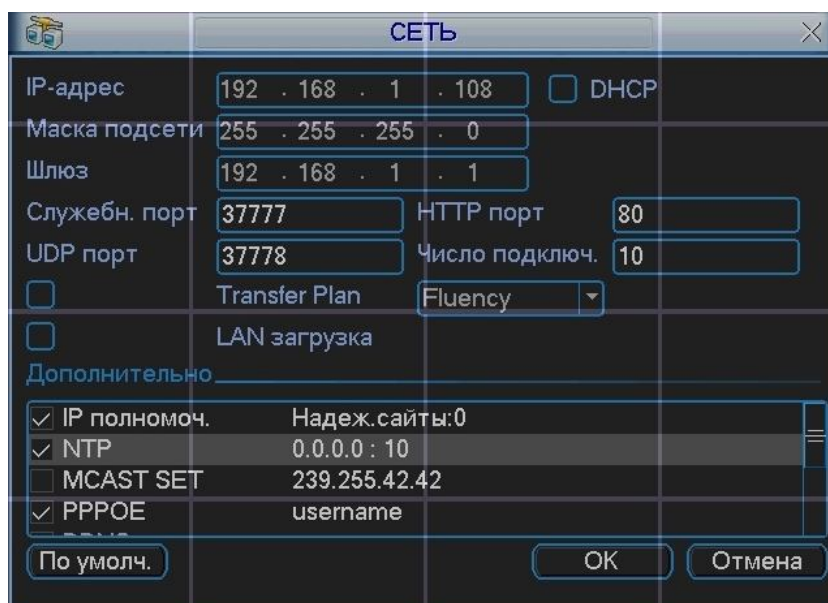 СЕТЬ
IP-адрес 192 . 168 . 1 . 108 DHCP
Маска подсети 255 . 255 . 255 . 0
Шлюз 192 . 168 . 1 . 1
Служебн. порт 37777 HTTP порт 80
UDP порт 37778 Число подключ. 10
Transfer Plan Fluency
LAN загрузка
Дополнительно
IP полномоч. Надеж.сайты:0
NTP 0.0.0.0 : 10
MCAST SET 239.255.42.42
PPPOE username
По умолч. OK Отмена